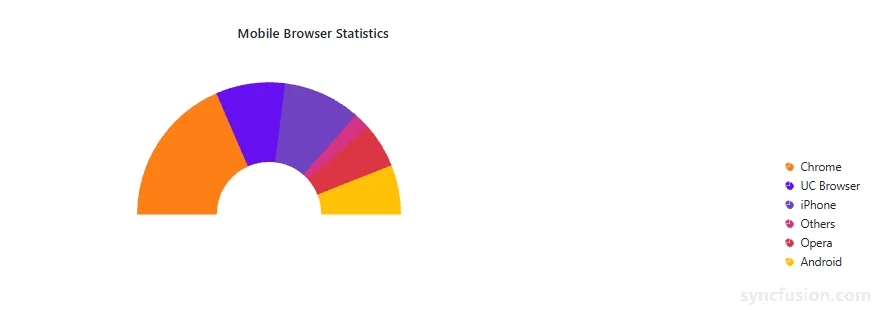 Mobile Browser Statistics
Chrome
UC Browser
iPhone
Others
Opera
Android
syncfusion.com